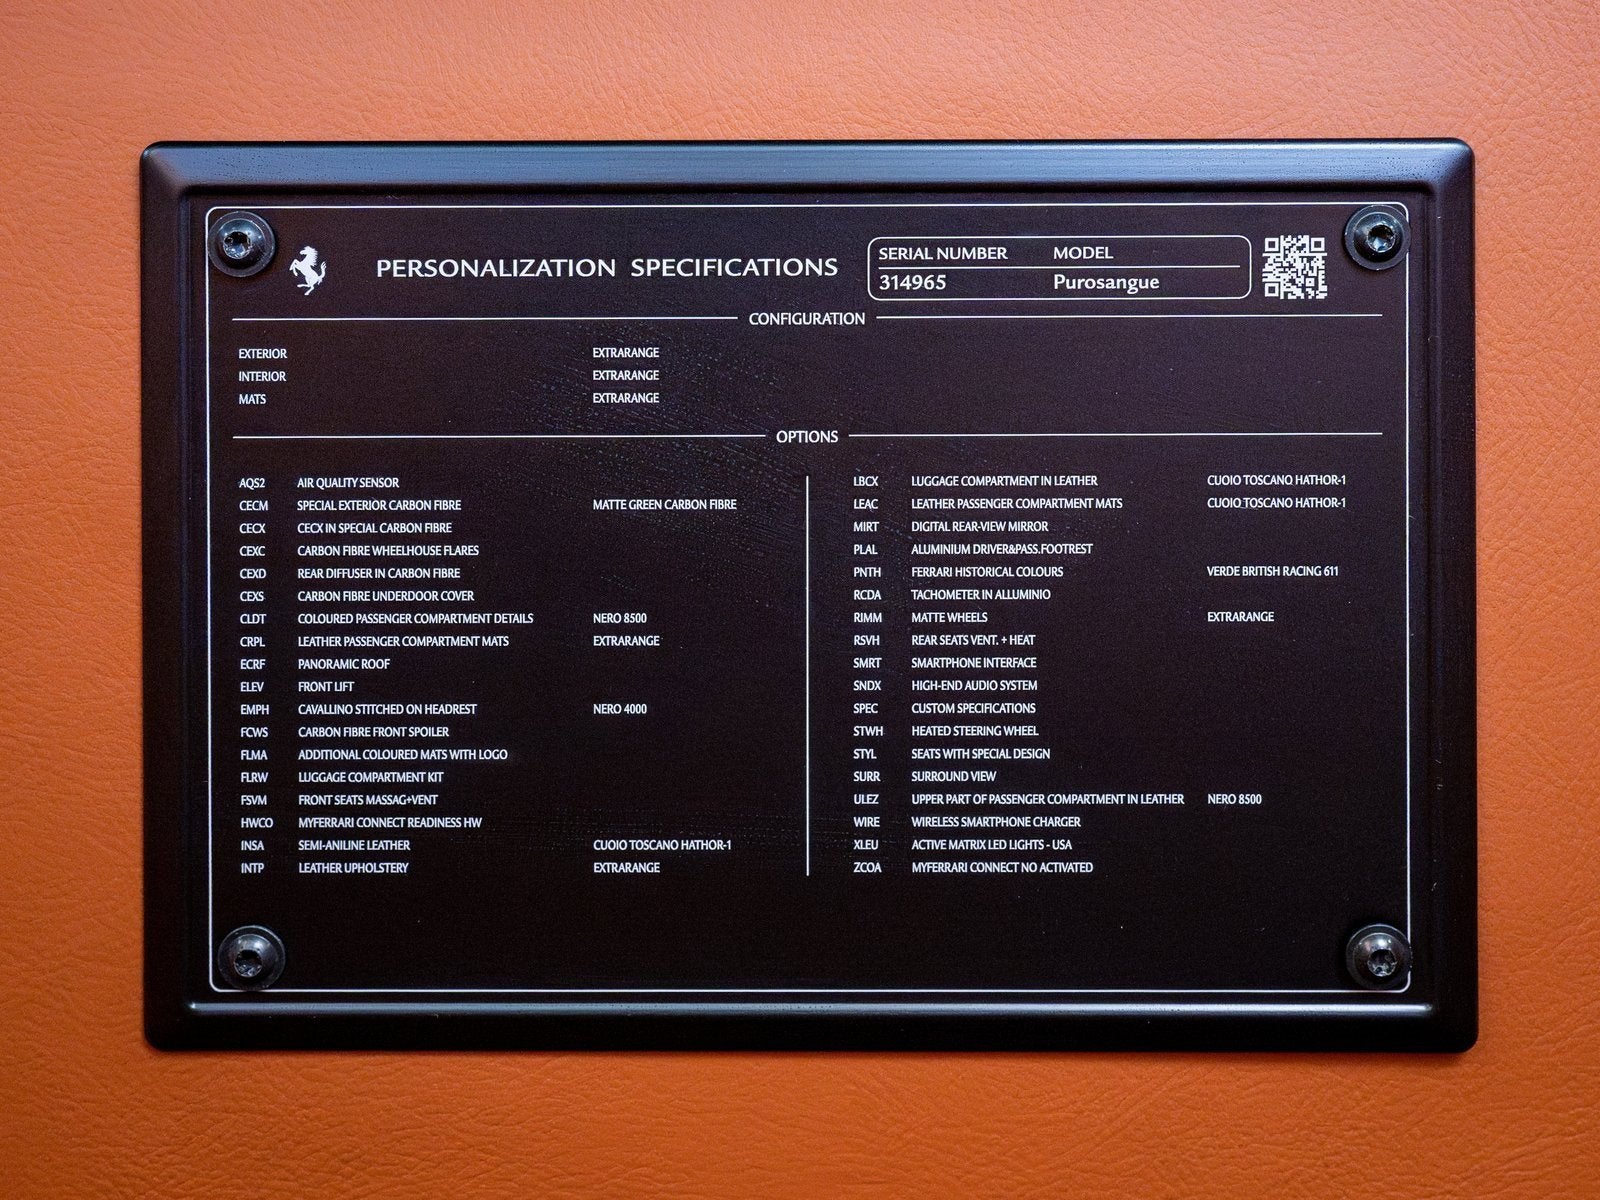 PERSONALIZATION SPECIFICATIONS
SERIAL NUMBER MODEL
314965 Purosangue
CONFIGURATION
EXTERIOR EXTRARANGE
INTERIOR EXTRARANGE
MATS EXTRARANGE
OPTIONS
AQS2 AIR QUALITY SENSOR
CECM SPECIAL EXTERIOR CARBON FIBRE MATTE GREEN CARBON FIBRE
CECX CECX IN SPECIAL CARBON FIBRE
CEXC CARBON FIBRE WHEELHOUSE FLARES
CEXD REAR DIFFUSER IN CARBON FIBRE
CEXS CARBON FIBRE UNDERDOOR COVER
CLDT COLOURED PASSENGER COMPARTMENT DETAILS NERO 8500
CRPL LEATHER PASSENGER COMPARTMENT MATS EXTRARANGE
ECRF PANORAMIC ROOF
ELEV FRONT LIFT
EMPH CAVALLINO STITCHED ON HEADREST NERO 4000
FCWS CARBON FIBRE FRONT SPOILER
FLMA ADDITIONAL COLOURED MATS WITH LOGO
FLRW LUGGAGE COMPARTMENT KIT
FSVM FRONT SEATS MASSAG+VENT
HWCO MYFERRARI CONNECT READINESS HW
INSA SEMI-ANILINE LEATHER CUOIO TOSCANO HATHOR-1
INTP LEATHER UPHOLSTERY EXTRARANGE
LBCX LUGGAGE COMPARTMENT IN LEATHER CUOIO TOSCANO HATHOR-1
LEAC LEATHER PASSENGER COMPARTMENT MATS CUOIO TOSCANO HATHOR-1
MIRT DIGITAL REAR-VIEW MIRROR
PLAL ALUMINIUM DRIVER&PASS.FOOTREST
PNTH FERRARI HISTORICAL COLOURS VERDE BRITISH RACING 611
RCDA TACHOMETER IN ALLUMINIO
RIMM MATTE WHEELS EXTRARANGE
RSVH REAR SEATS VENT. + HEAT
SMRT SMARTPHONE INTERFACE
SNDX HIGH-END AUDIO SYSTEM
SPEC CUSTOM SPECIFICATIONS
STWH HEATED STEERING WHEEL
STYL SEATS WITH SPECIAL DESIGN
SURR SURROUND VIEW
ULEZ UPPER PART OF PASSENGER COMPARTMENT IN LEATHER NERO 8500
WIRE WIRELESS SMARTPHONE CHARGER
XLEU ACTIVE MATRIX LED LIGHTS - USA
ZCOA MYFERRARI CONNECT NO ACTIVATED